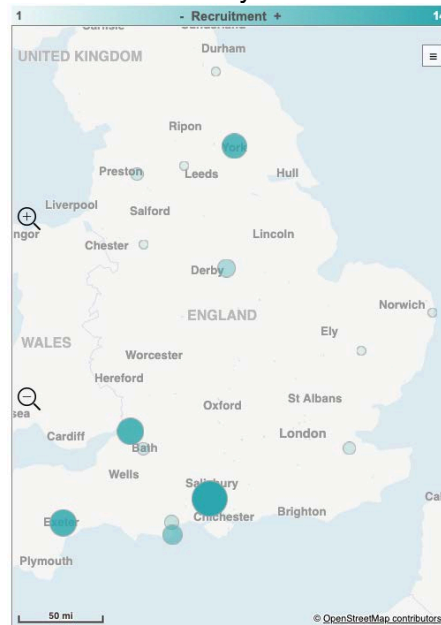 1 - Recruitment + 14
Durham
UNITED KINGDOM
≡
Ripon
York
Preston
Leeds
Hull
Liverpool
Salford
Lincoln
Chester
Derby
Norwich
ENGLAND
Ely
WALES
Worcester
Hereford
St Albans
Oxford
Cardiff
London
Bath
Wells
Salisbury
Chichester
Brighton
Exeter
Plymouth
50 mi
© OpenStreetMap contributors